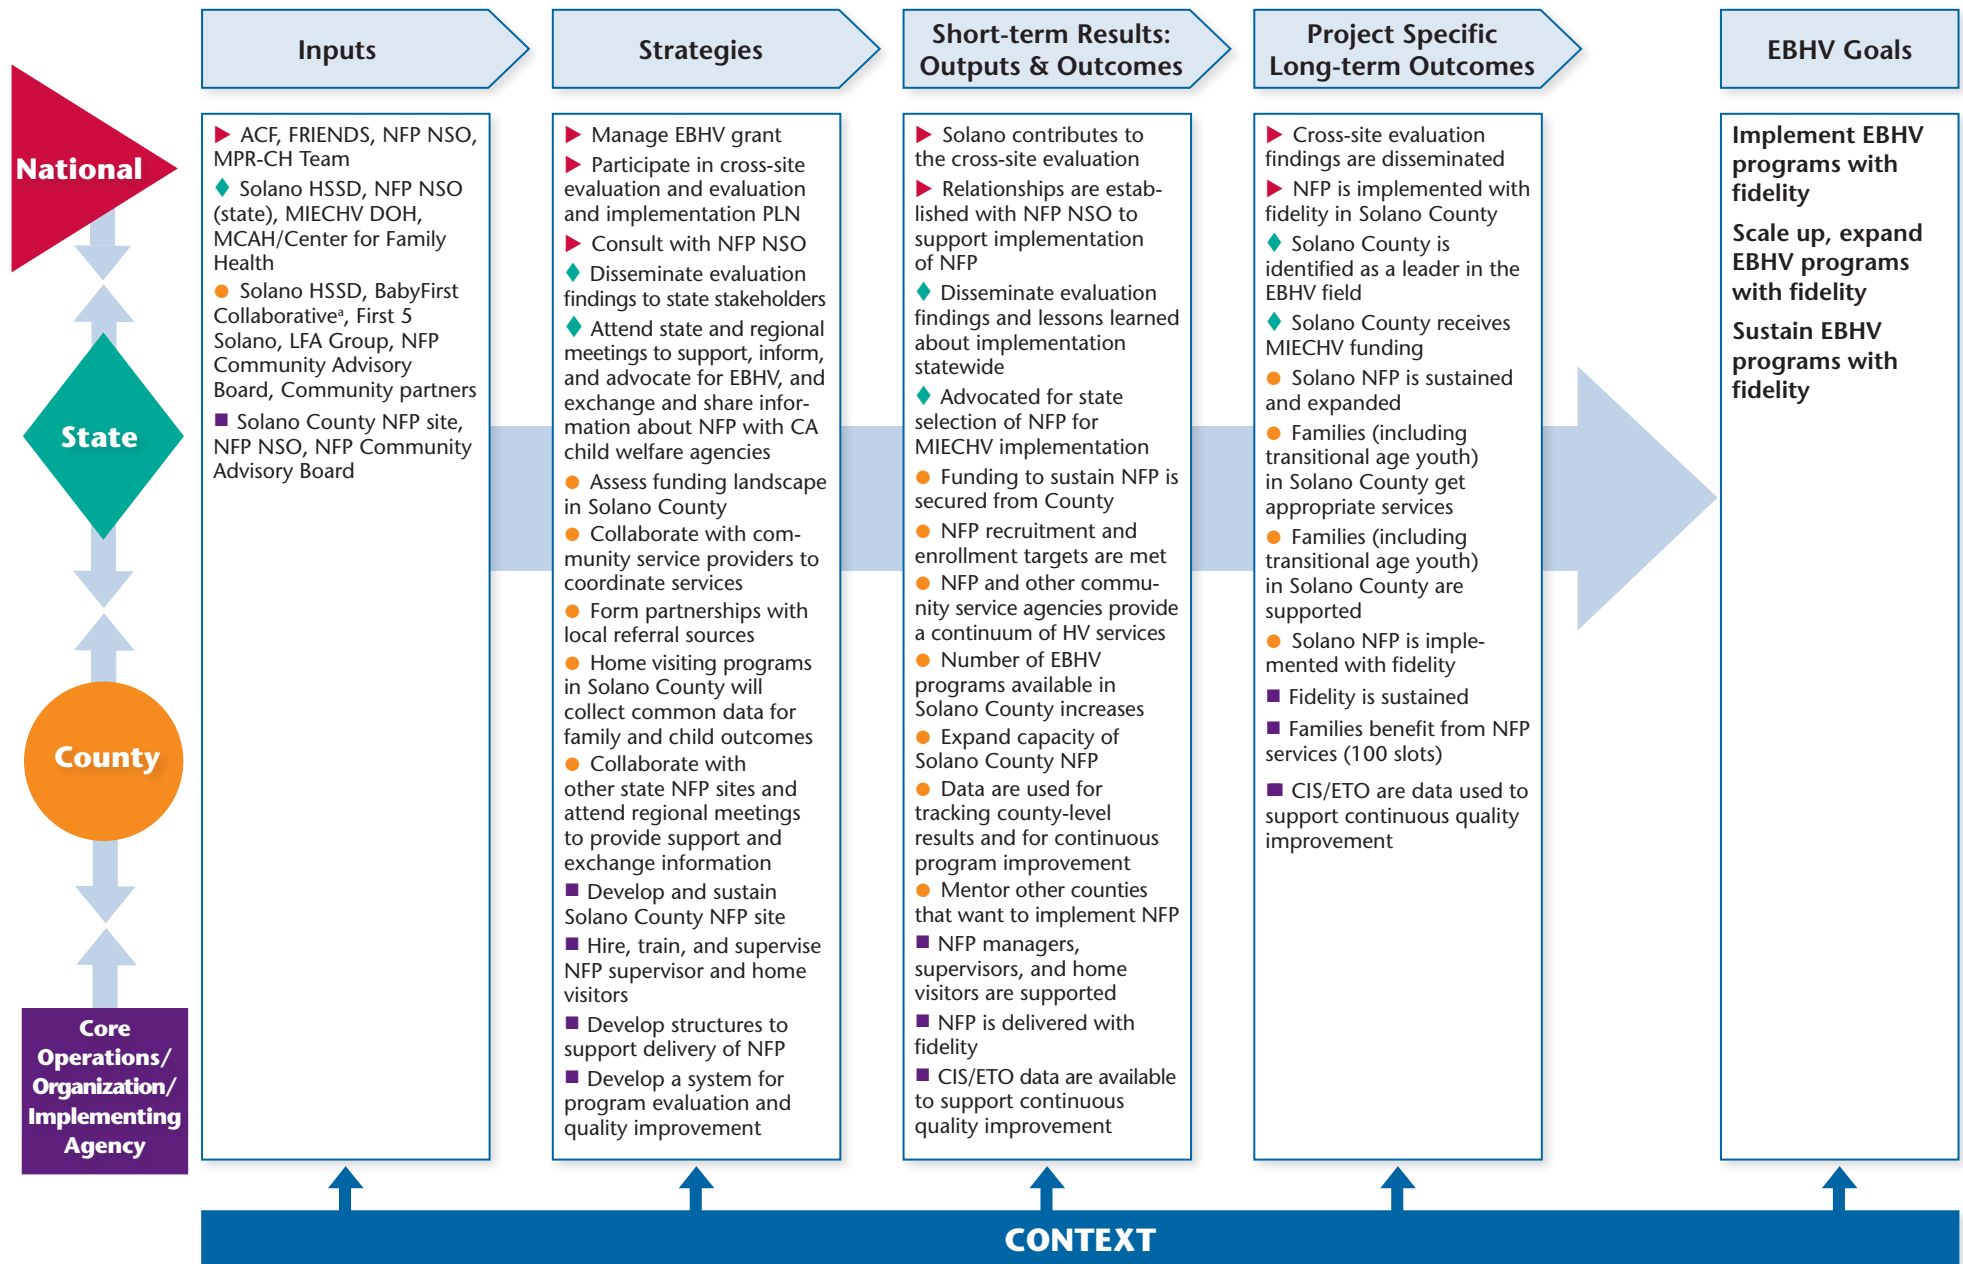 Inputs
Strategies
Short-term Results:
Outputs & Outcomes
Project Specific
Long-term Outcomes
EBHV Goals
National
State
County
Core
Operations/
Organization/
Implementing
Agency
ACF, FRIENDS, NFP NSO,
MPR-CH Team
Solano HSSD, NFP NSO
(state), MIECHV DOH,
MCAH/Center for Family
Health
Solano HSSD, BabyFirst
Collaborativeª, First 5
Solano, LFA Group, NFP
Community Advisory
Board, Community partners
Solano County NFP site,
NFP NSO, NFP Community
Advisory Board
Manage EBHV grant
Participate in cross-site
evaluation and evaluation
and implementation PLN
Consult with NFP NSO
Disseminate evaluation
findings to state stakeholders
Attend state and regional
meetings to support, inform,
and advocate for EBHV, and
exchange and share infor-
mation about NFP with CA
child welfare agencies
Assess funding landscape
in Solano County
Collaborate with com-
munity service providers to
coordinate services
Form partnerships with
local referral sources
Home visiting programs
in Solano County will
collect common data for
family and child outcomes
Collaborate with
other state NFP sites and
attend regional meetings
to provide support and
exchange information
Develop and sustain
Solano County NFP site
Hire, train, and supervise
NFP supervisor and home
visitors
Develop structures to
support delivery of NFP
Develop a system for
program evaluation and
quality improvement
Solano contributes to
the cross-site evaluation
Relationships are estab-
lished with NFP NSO to
support implementation
of NFP
Disseminate evaluation
findings and lessons learned
about implementation
statewide
Advocated for state
selection of NFP for
MIECHV implementation
Funding to sustain NFP is
secured from County
NFP recruitment and
enrollment targets are met
NFP and other commu-
nity service agencies provide
a continuum of HV services
Number of EBHV
programs available in
Solano County increases
Expand capacity of
Solano County NFP
Data are used for
tracking county-level
results and for continuous
program improvement
Mentor other counties
that want to implement NFP
NFP managers,
supervisors, and home
visitors are supported
NFP is delivered with
fidelity
CIS/ETO data are available
to support continuous
quality improvement
Cross-site evaluation
findings are disseminated
NFP is implemented with
fidelity in Solano County
Solano County is
identified as a leader in the
EBHV field
Solano County receives
MIECHV funding
Solano NFP is sustained
and expanded
Families (including
transitional age youth)
in Solano County get
appropriate services
Families (including
transitional age youth)
in Solano County are
supported
Solano NFP is imple-
mented with fidelity
Fidelity is sustained
Families benefit from NFP
services (100 slots)
CIS/ETO are data used to
support continuous quality
improvement
Implement EBHV
programs with
fidelity
Scale up, expand
EBHV programs
with fidelity
Sustain EBHV
programs with
fidelity
CONTEXT